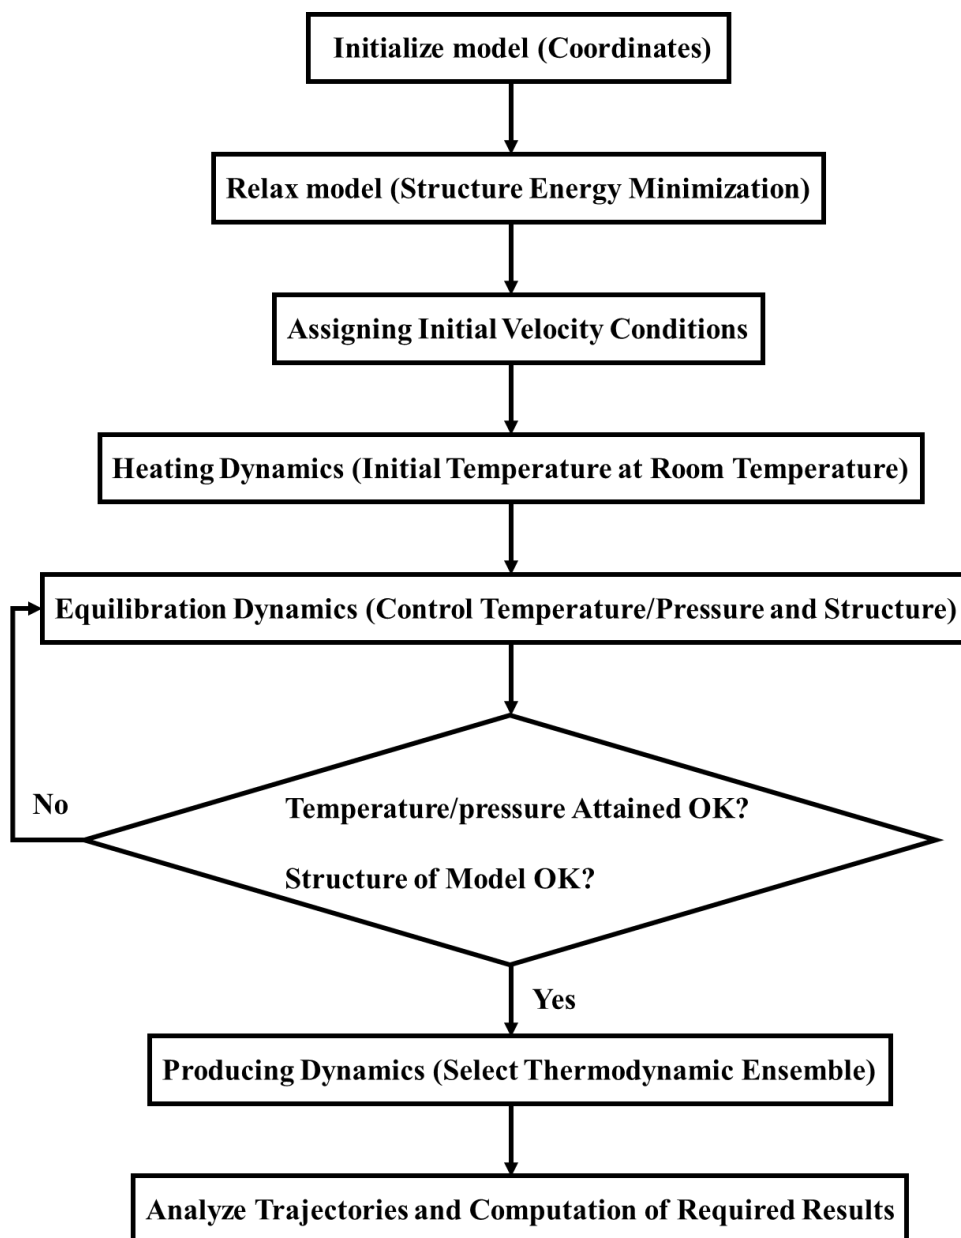 Initialize model (Coordinates)
Relax model (Structure Energy Minimization)
Assigning Initial Velocity Conditions
Heating Dynamics (Initial Temperature at Room Temperature)
Equilibration Dynamics (Control Temperature/Pressure and Structure)
No
Temperature/pressure Attained OK?
Structure of Model OK?
Yes
Producing Dynamics (Select Thermodynamic Ensemble)
Analyze Trajectories and Computation of Required Results